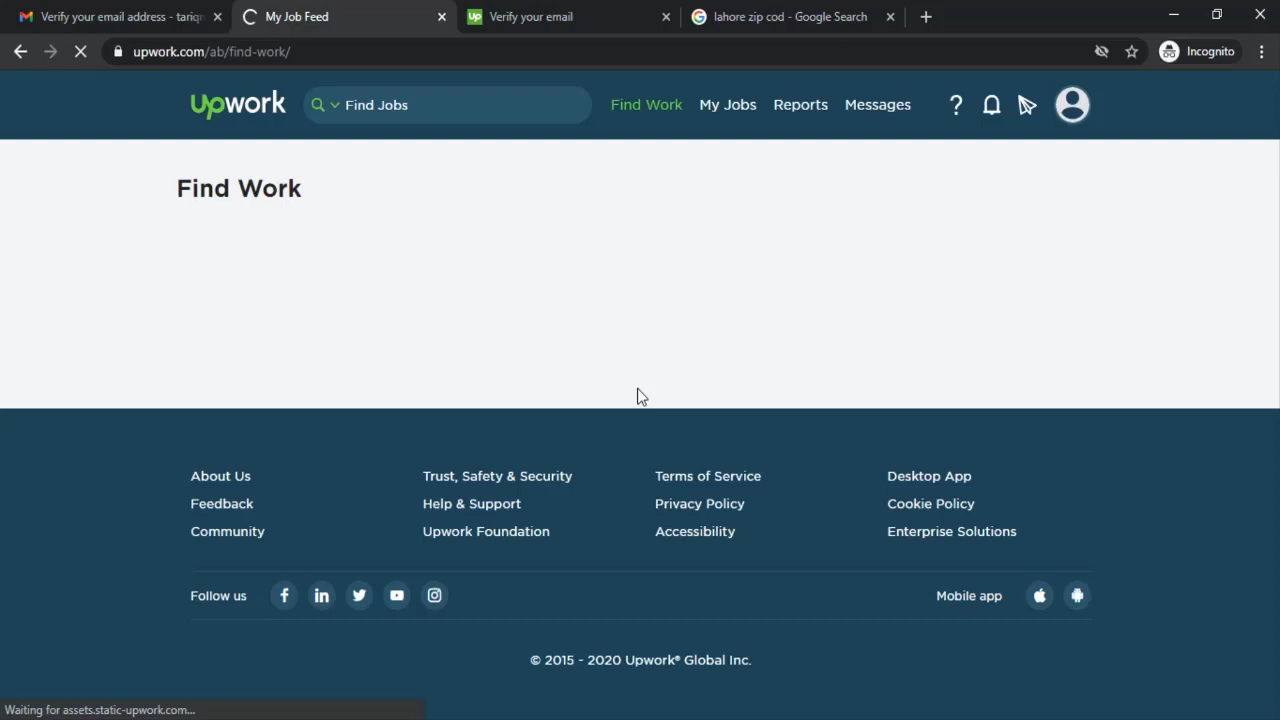 Verify your email address - tariqr
My Job Feed
Verify your email
lahore zip cod - Google Search
upwork.com/ab/find-work/
Incognito
upwork
Find Jobs
Find Work
My Jobs
Reports
Messages
Find Work
About Us
Trust, Safety & Security
Terms of Service
Desktop App
Feedback
Help & Support
Privacy Policy
Cookie Policy
Community
Upwork Foundation
Accessibility
Enterprise Solutions
Follow us
Mobile app
© 2015 - 2020 Upwork® Global Inc.
Waiting for assets.static-upwork.com...